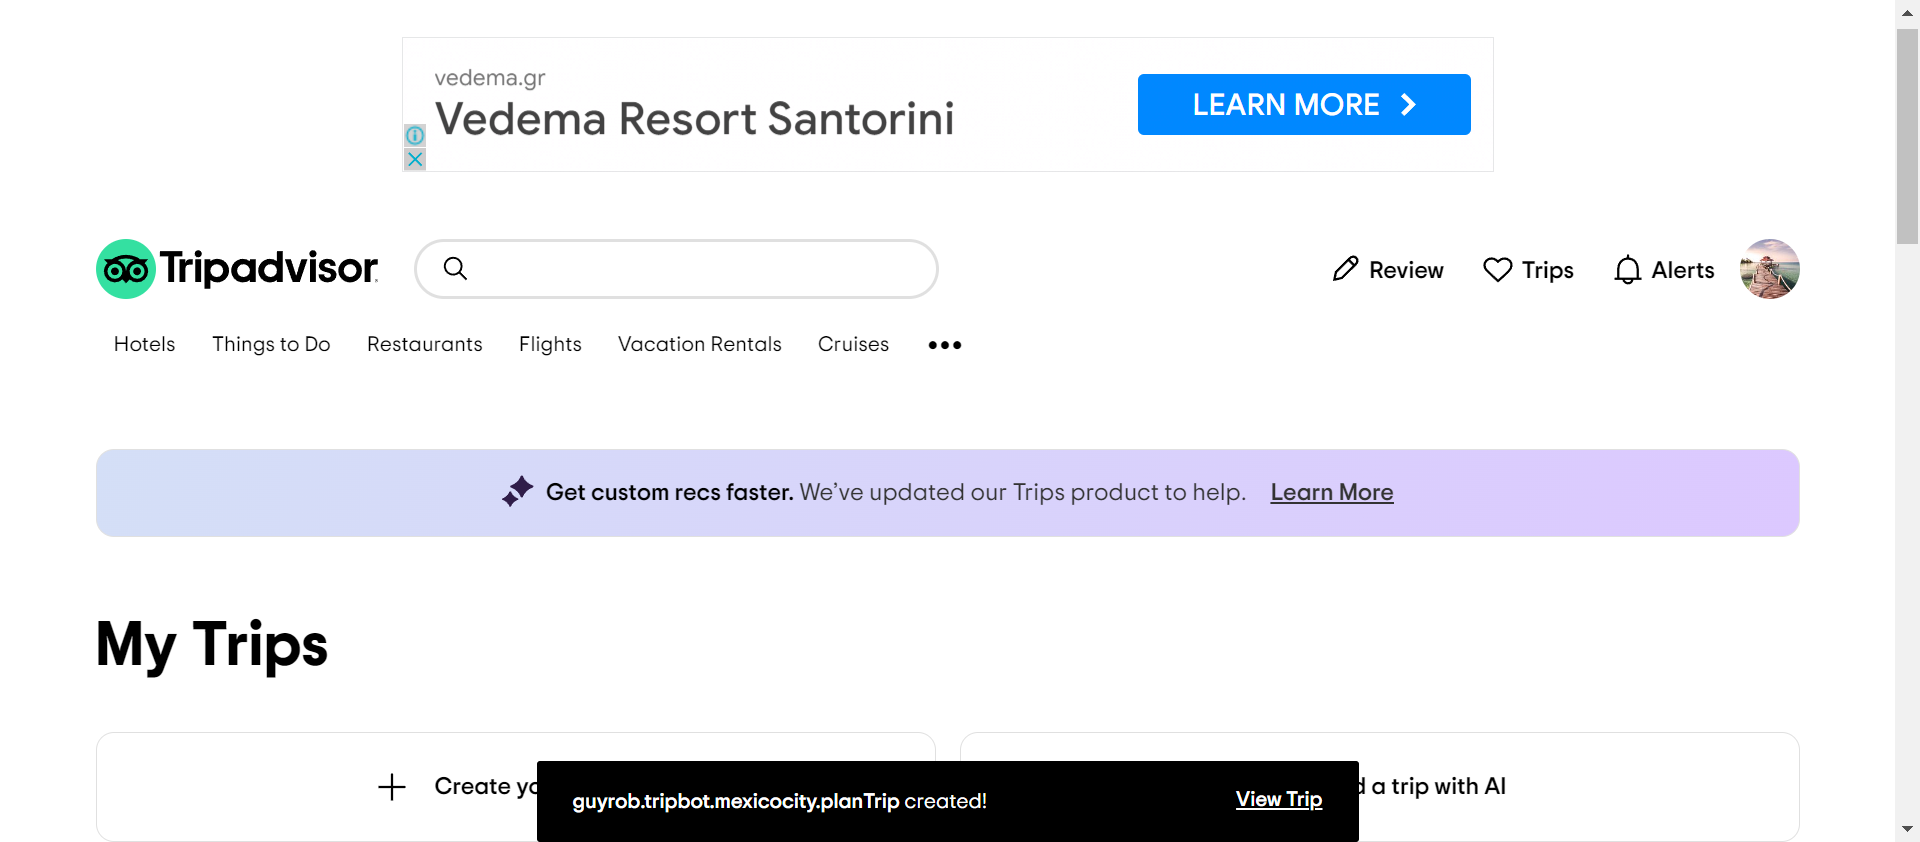 vedema.gr
Vedema Resort Santorini
LEARN MORE
Tripadvisor
Review
Trips
Alerts
Hotels
Things to Do
Restaurants
Flights
Vacation Rentals
Cruises
Get custom recs faster. We've updated our Trips product to help. Learn More
My Trips
Create
a trip with AI
guyrob.tripbot.mexicocity.planTrip created!
View Trip